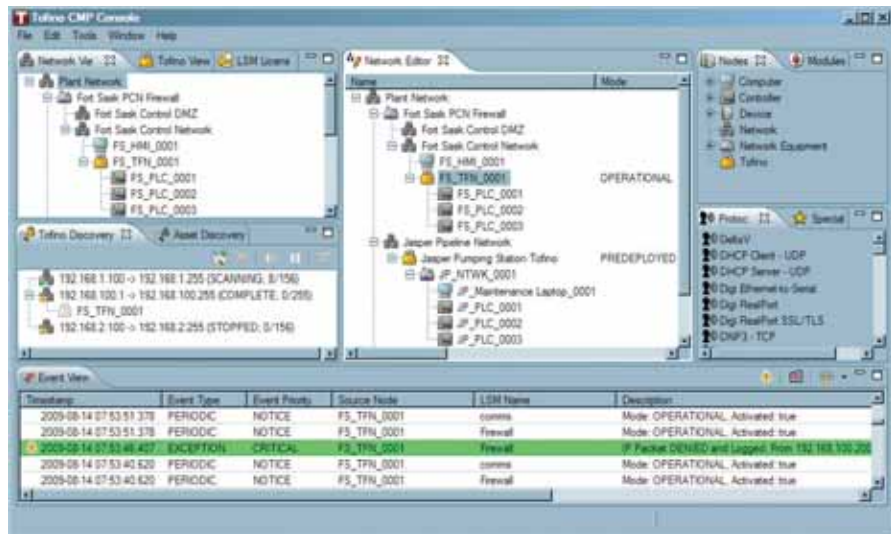 Tofino CMP Console
File Edit Tools Window Help
Network Vie
Tofino View
LSM Licens
Plant Network
Fort Sask PCN Firewall
Fort Sask Control DMZ
Fort Sask Control Network
FS_HMI_0001
FS_TFN_0001
FS_PLC_0001
FS_PLC_0002
FS_PLC_0003
Tofino Discovery
Asset Discovery
192.168.1.100 -> 192.168.1.255 (SCANNING; 0/156)
192.168.100.1 -> 192.168.100.255 (COMPLETE; 0/255)
FS_TFN_0001
192.168.2.100 -> 192.168.2.255 (STOPPED; 0/156)
Network Editor
Name Mode
Plant Network
Fort Sask PCN Firewall
Fort Sask Control DMZ
Fort Sask Control Network
FS_HMI_0001
FS_TFN_0001 OPERATIONAL
FS_PLC_0001
FS_PLC_0002
FS_PLC_0003
Jasper Pipeline Network
Jasper Pumping Station Tofino PREDEPLOYED
JP_NTWK_0001
JP_Maintenance Laptop_0001
JP_PLC_0001
JP_PLC_0002
JP_PLC_0003
Nodes
Modules
Computer
Controller
Device
Network
Network Equipment
Tofino
Protoc
Special
DeltaV
DHCP Client - UDP
DHCP Server - UDP
Digi Ethernet-to-Serial
Digi RealPort
Digi RealPort SSL/TLS
DNP3 - TCP
Event View
Timestamp Event Type Event Priority Source Node LSM Name Description
2009-08-14 07:53:51.378 PERIODIC NOTICE FS_TFN_0001 comms Mode: OPERATIONAL, Activated: true
2009-08-14 07:53:51.378 PERIODIC NOTICE FS_TFN_0001 Firewall Mode: OPERATIONAL, Activated: true
2009-08-14 07:53:46.407 EXCEPTION CRITICAL FS_TFN_0001 Firewall IP Packet DENIED and Logged: From 192.168.100.200
2009-08-14 07:53:40.620 PERIODIC NOTICE FS_TFN_0001 comms Mode: OPERATIONAL, Activated: true
2009-08-14 07:53:40.620 PERIODIC NOTICE FS_TFN_0001 Firewall Mode: OPERATIONAL, Activated: true